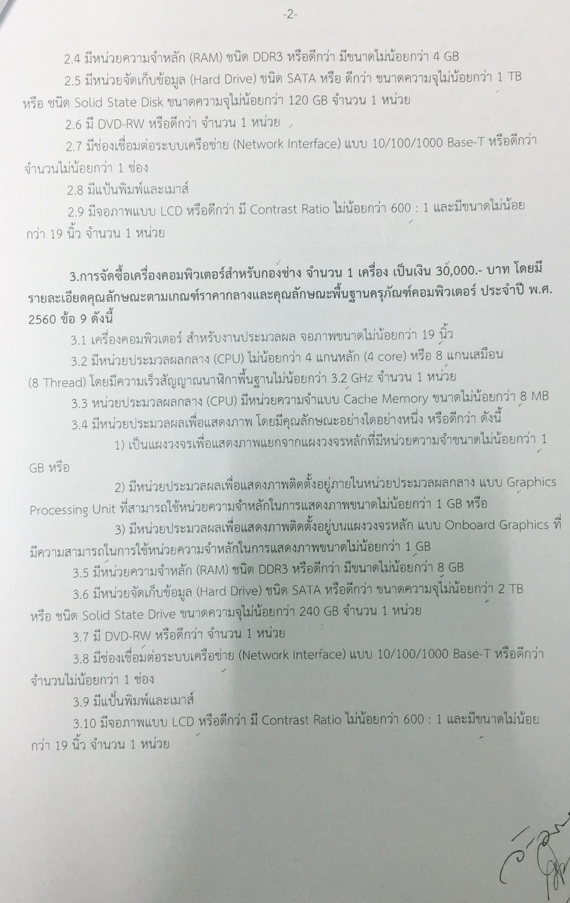 -2-
2.4 มีหน่วยความจำหลัก (RAM) ชนิด DDR3 หรือดีกว่า มีขนาดไม่น้อยกว่า 4 GB
2.5 มีหน่วยจัดเก็บข้อมูล (Hard Drive) ชนิด SATA หรือ ดีกว่า ขนาดความจุไม่น้อยกว่า 1 TB
หรือ ชนิด Solid State Disk ขนาดความจุไม่น้อยกว่า 120 GB จำนวน 1 หน่วย
2.6 มี DVD-RW หรือดีกว่า จำนวน 1 หน่วย
2.7 มีช่องเชื่อมต่อระบบเครือข่าย (Network Interface) แบบ 10/100/1000 Base-T หรือดีกว่า
จำนวนไม่น้อยกว่า 1 ช่อง
2.8 มีแป้นพิมพ์และเมาส์
2.9 มีจอภาพแบบ LCD หรือดีกว่า มี Contrast Ratio ไม่น้อยกว่า 600 : 1 และมีขนาดไม่น้อย
กว่า 19 นิ้ว จำนวน 1 หน่วย
3.การจัดซื้อเครื่องคอมพิวเตอร์สำหรับกองช่าง จำนวน 1 เครื่อง เป็นเงิน 30,000.- บาท โดยมี
รายละเอียดคุณลักษณะตามเกณฑ์ราคากลางและคุณลักษณะพื้นฐานครุภัณฑ์คอมพิวเตอร์ ประจำปี พ.ศ.
2560 ข้อ 9 ดังนี้
3.1 เครื่องคอมพิวเตอร์ สำหรับงานประมวลผล จอภาพขนาดไม่น้อยกว่า 19 นิ้ว
3.2 มีหน่วยประมวลผลกลาง (CPU) ไม่น้อยกว่า 4 แกนหลัก (4 core) หรือ 8 แกนเสมือน
(8 Thread) โดยมีความเร็วสัญญาณนาฬิกาพื้นฐานไม่น้อยกว่า 3.2 GHz จำนวน 1 หน่วย
3.3 หน่วยประมวลผลกลาง (CPU) มีหน่วยความจำแบบ Cache Memory ขนาดไม่น้อยกว่า 8 MB
3.4 มีหน่วยประมวลผลเพื่อแสดงภาพ โดยมีคุณลักษณะอย่างใดอย่างหนึ่ง หรือดีกว่า ดังนี้
1) เป็นแผงวงจรเพื่อแสดงภาพแยกจากแผงวงจรหลักที่มีหน่วยความจำขนาดไม่น้อยกว่า 1
GB หรือ
2) มีหน่วยประมวลผลเพื่อแสดงภาพติดตั้งอยู่ภายในหน่วยประมวลผลกลาง แบบ Graphics
Processing Unit ที่สามารถใช้หน่วยความจำหลักในการแสดงภาพขนาดไม่น้อยกว่า 1 GB หรือ
3) มีหน่วยประมวลผลเพื่อแสดงภาพติดตั้งอยู่บนแผงวงจรหลัก แบบ Onboard Graphics ที่
มีความสามารถในการใช้หน่วยความจำหลักในการแสดงภาพขนาดไม่น้อยกว่า 1 GB
3.5 มีหน่วยความจำหลัก (RAM) ชนิด DDR3 หรือดีกว่า มีขนาดไม่น้อยกว่า 8 GB
3.6 มีหน่วยจัดเก็บข้อมูล (Hard Drive) ชนิด SATA หรือดีกว่า ขนาดความจุไม่น้อยกว่า 2 TB
หรือ ชนิด Solid State Drive ขนาดความจุไม่น้อยกว่า 240 GB จำนวน 1 หน่วย
3.7 มี DVD-RW หรือดีกว่า จำนวน 1 หน่วย
3.8 มีช่องเชื่อมต่อระบบเครือข่าย (Network Interface) แบบ 10/100/1000 Base-T หรือดีกว่า
จำนวนไม่น้อยกว่า 1 ช่อง
3.9 มีแป้นพิมพ์และเมาส์
3.10 มีจอภาพแบบ LCD หรือดีกว่า มี Contrast Ratio ไม่น้อยกว่า 600 : 1 และมีขนาดไม่น้อย
กว่า 19 นิ้ว จำนวน 1 หน่วย